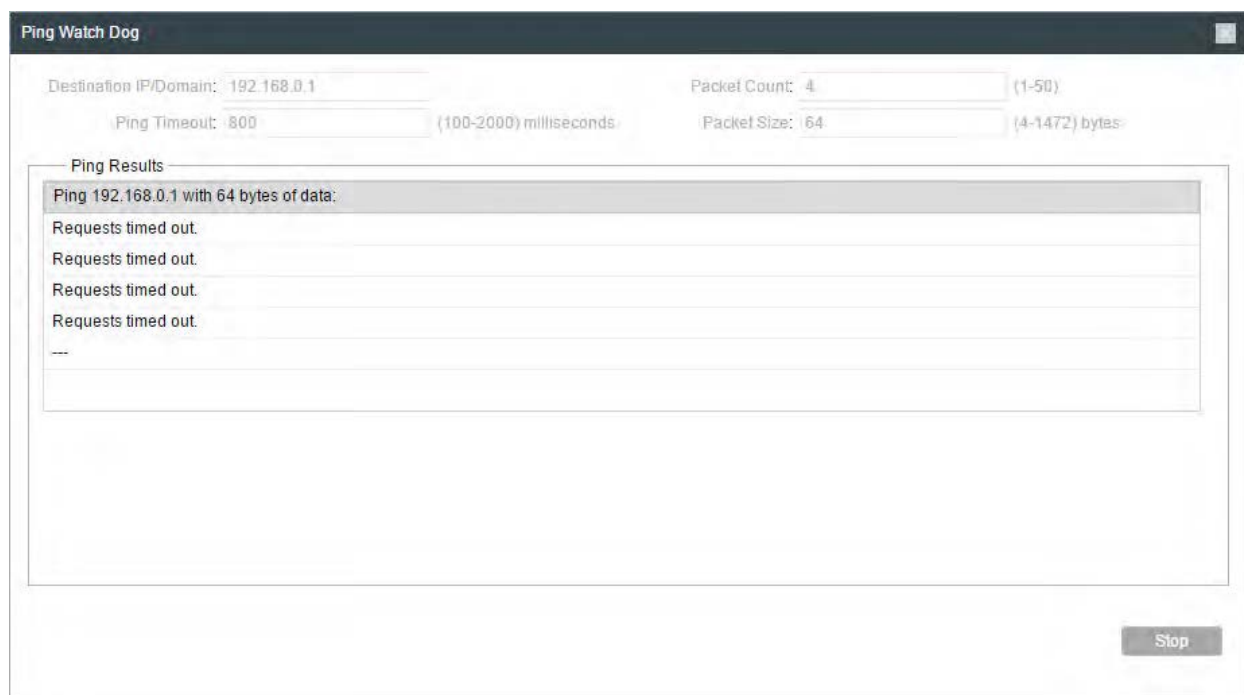 Ping Watch Dog
Destination IP/Domain: 192.168.0.1 Packet Count: 4 (1-50)
Ping Timeout: 800 (100-2000) milliseconds Packet Size: 64 (4-1472) bytes
Ping Results
Ping 192.168.0.1 with 64 bytes of data:
Requests timed out.
Requests timed out.
Requests timed out.
Requests timed out.
---
Stop